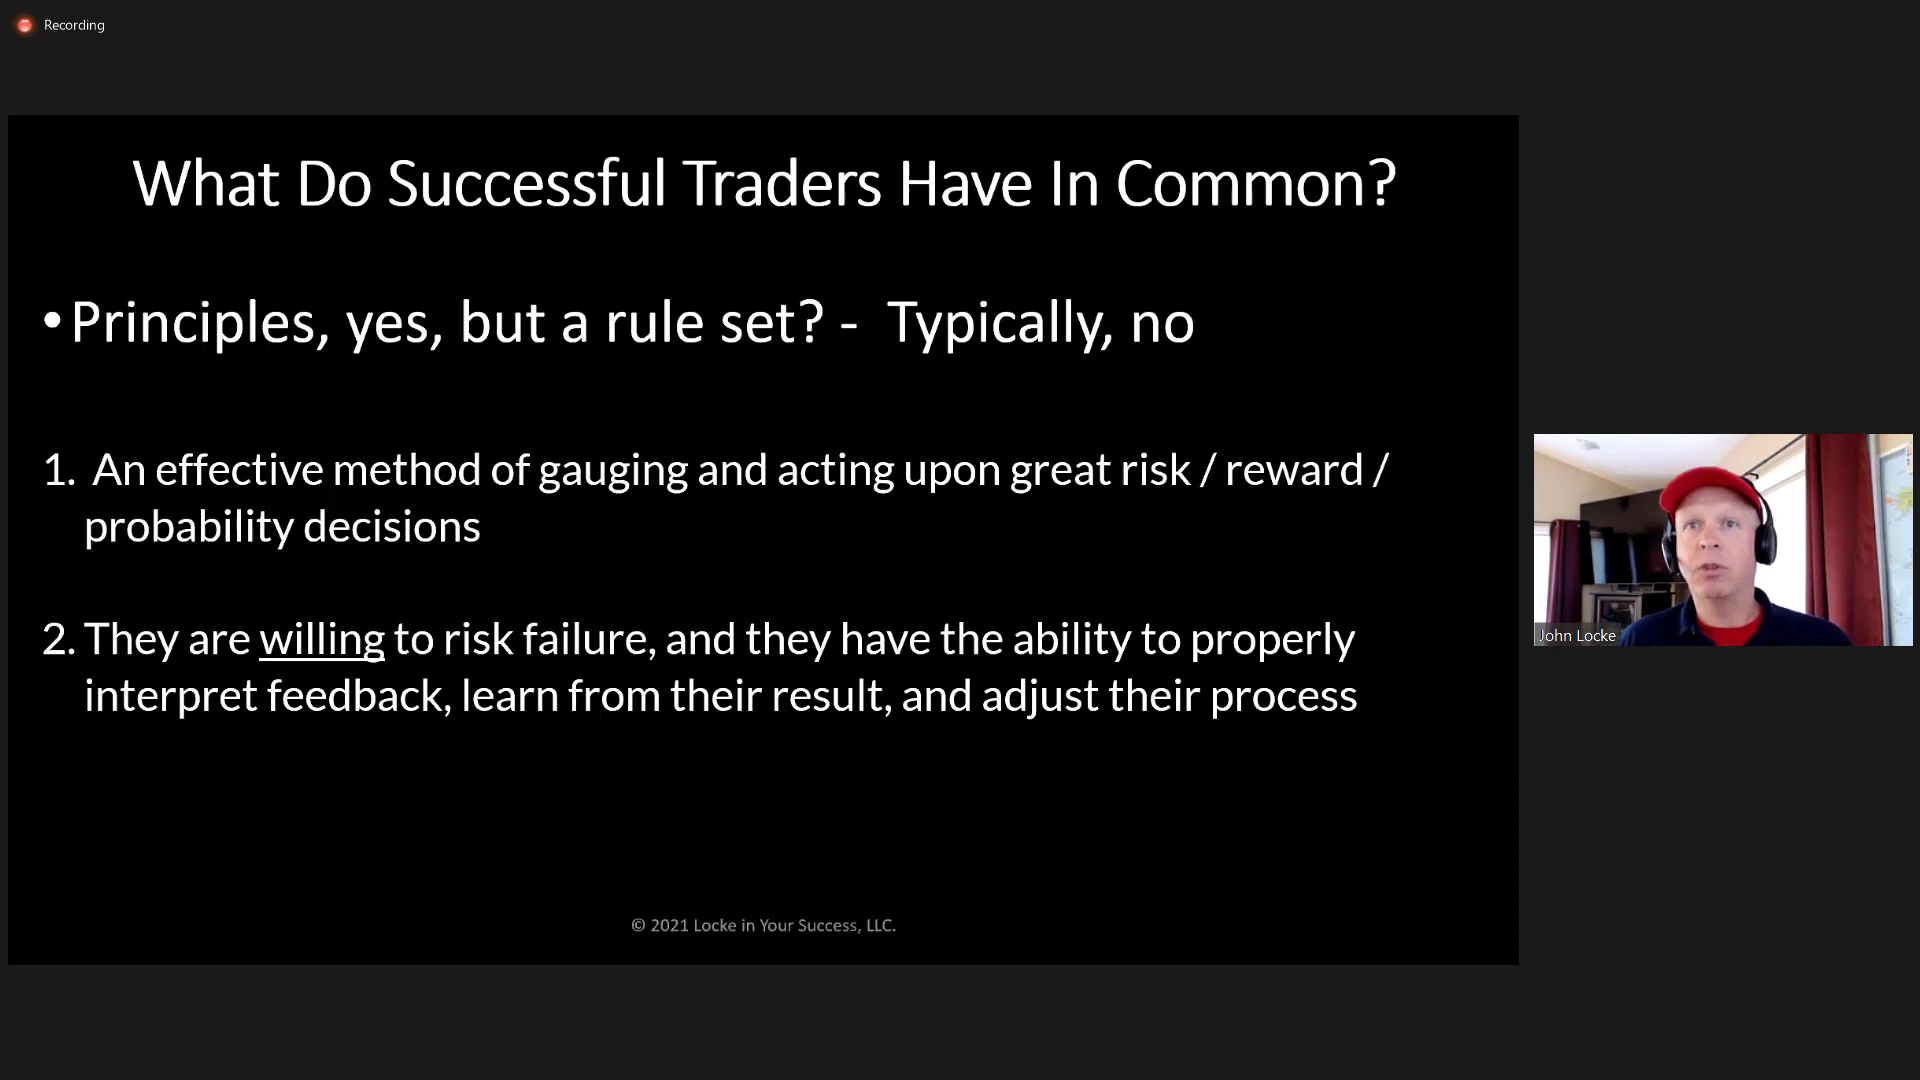 Recording
What Do Successful Traders Have In Common?
• Principles, yes, but a rule set? - Typically, no
1. An effective method of gauging and acting upon great risk / reward /
probability decisions
2. They are willing to risk failure, and they have the ability to properly
interpret feedback, learn from their result, and adjust their process
John Locke
© 2021 Locke in Your Success, LLC.